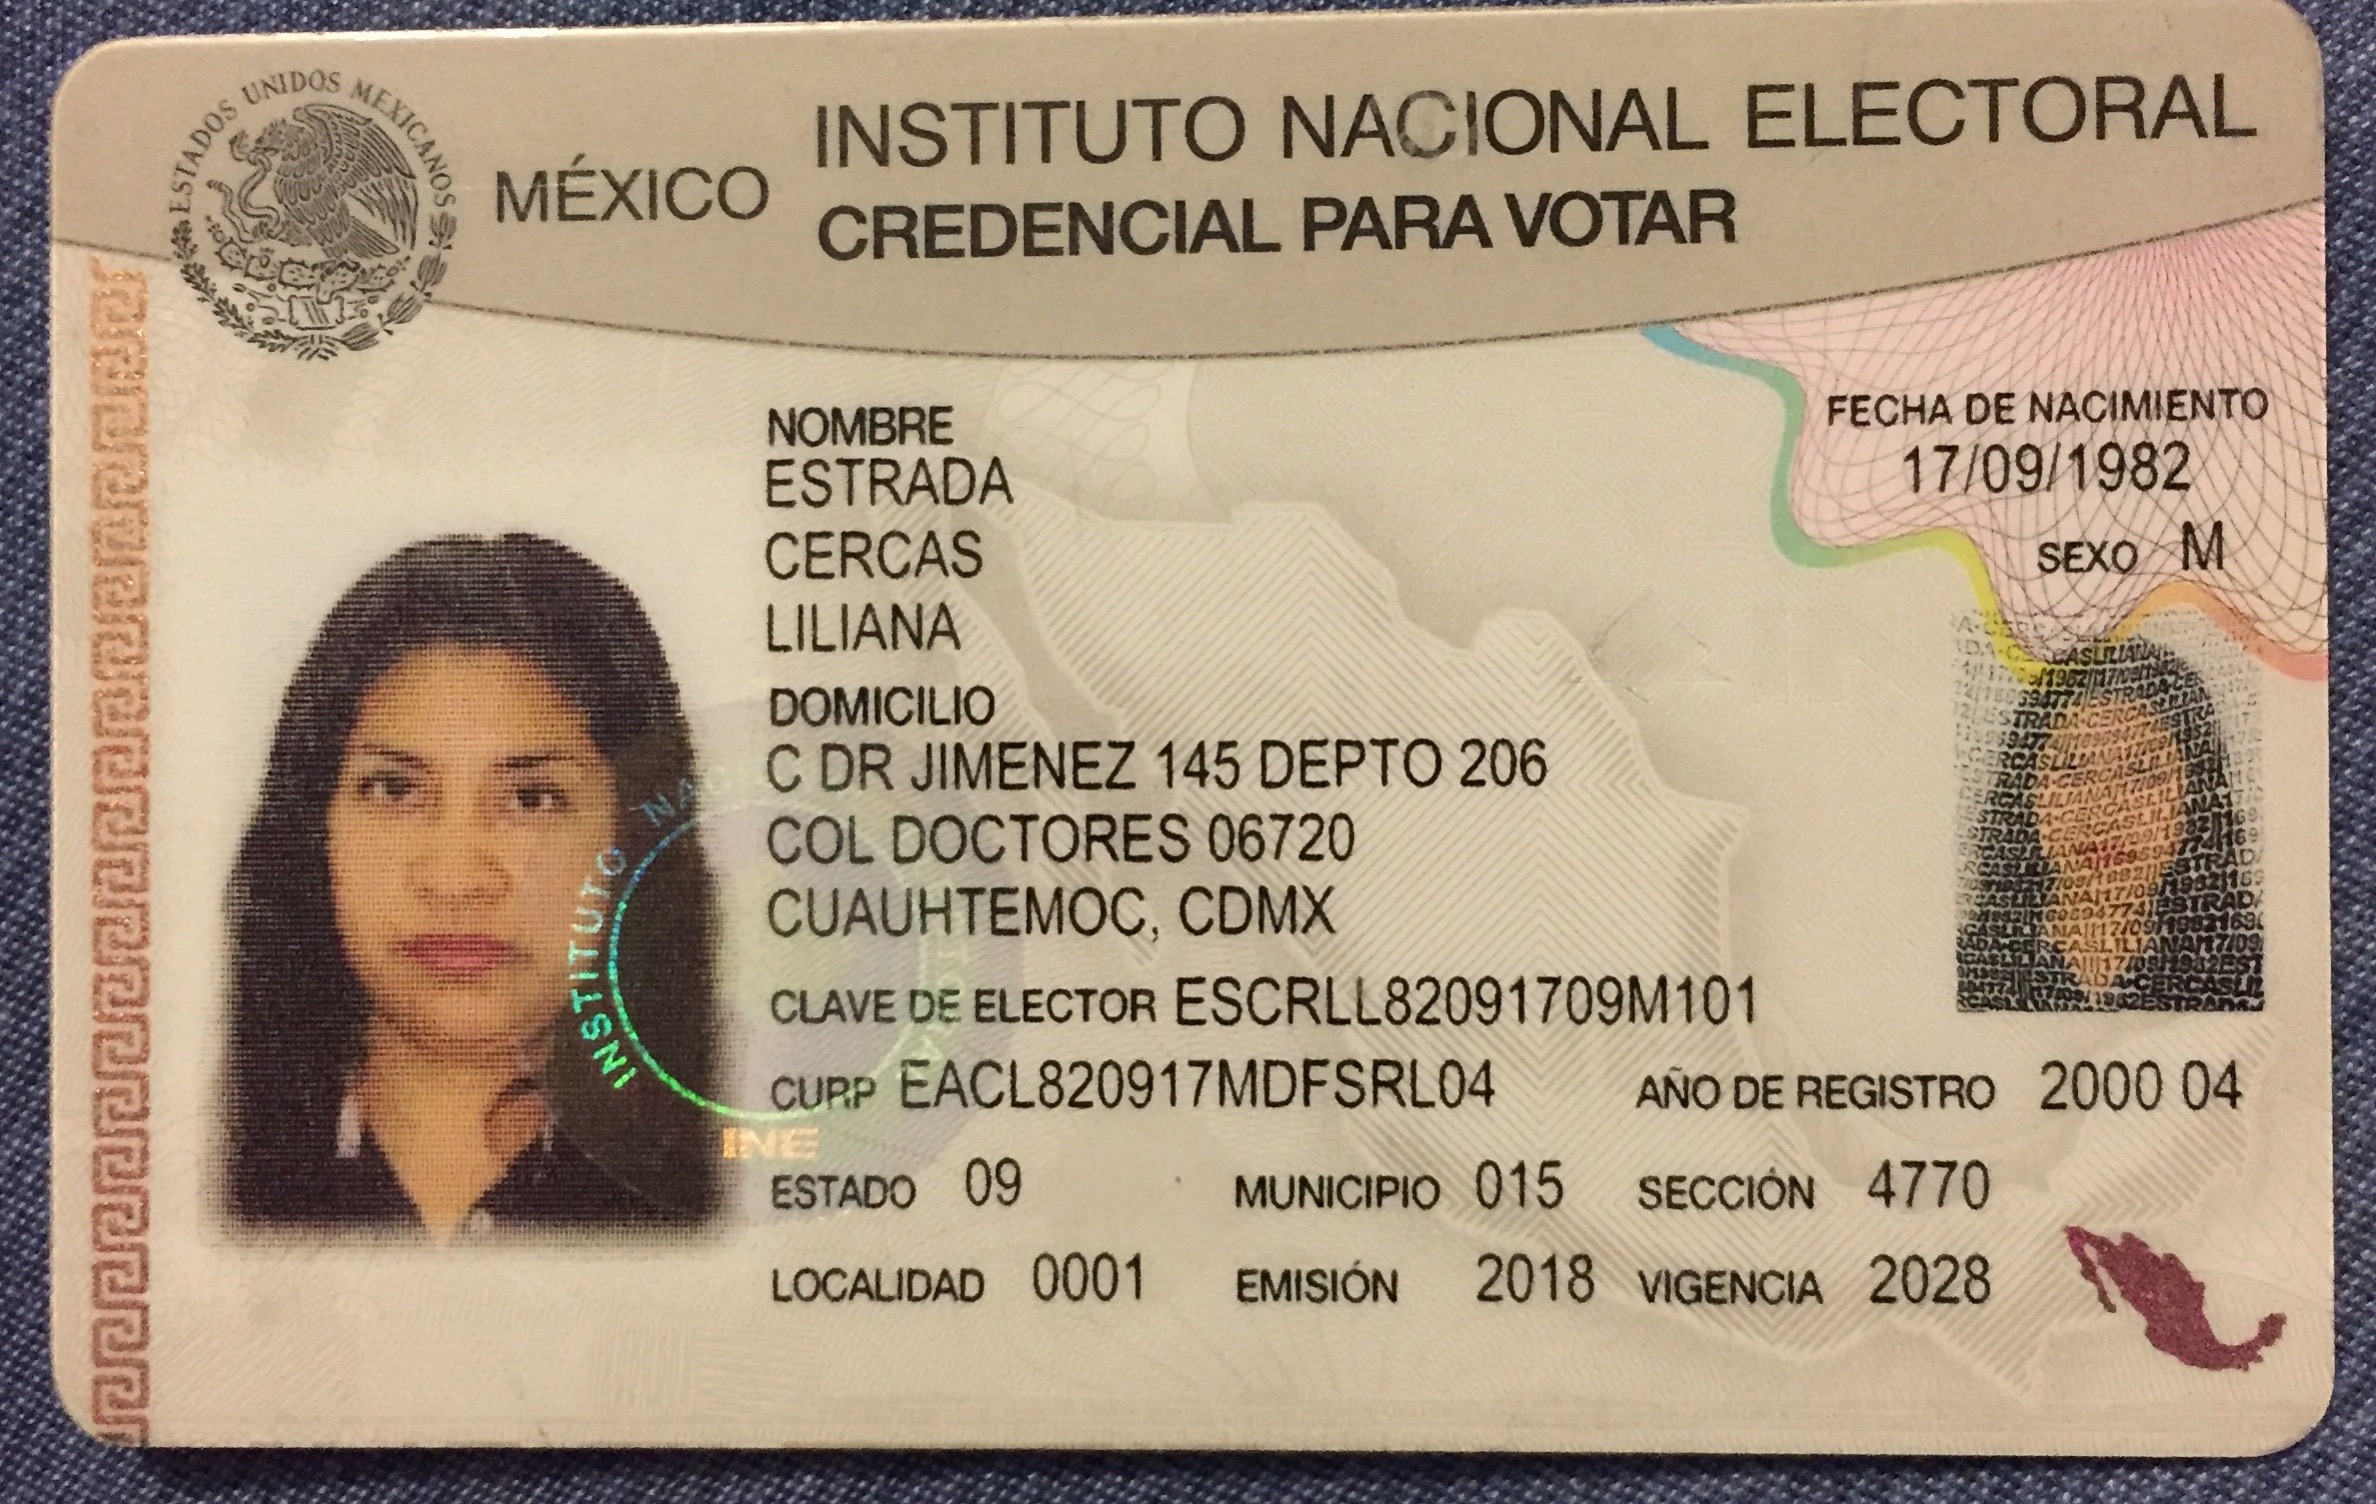 ESTADOS UNIDOS MEXICANOS
MÉXICO
INSTITUTO NACIONAL ELECTORAL
CREDENCIAL PARA VOTAR
NOMBRE
ESTRADA
CERCAS
LILIANA
FECHA DE NACIMIENTO
17/09/1982
SEXO M
DOMICILIO
C DR JIMENEZ 145 DEPTO 206
COL DOCTORES 06720
CUAUHTEMOC, CDMX
CLAVE DE ELECTOR ESCRLL82091709M101
CURP EACL820917MDFSRL04 AÑO DE REGISTRO 2000 04
ESTADO 09 MUNICIPIO 015 SECCIÓN 4770
LOCALIDAD 0001 EMISIÓN 2018 VIGENCIA 2028
INSTITUTO
INE